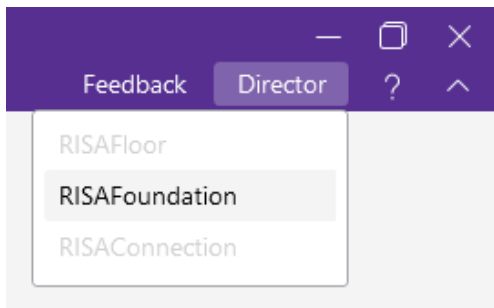 Feedback Director ?
RISAFloor
RISAFoundation
RISAConnection